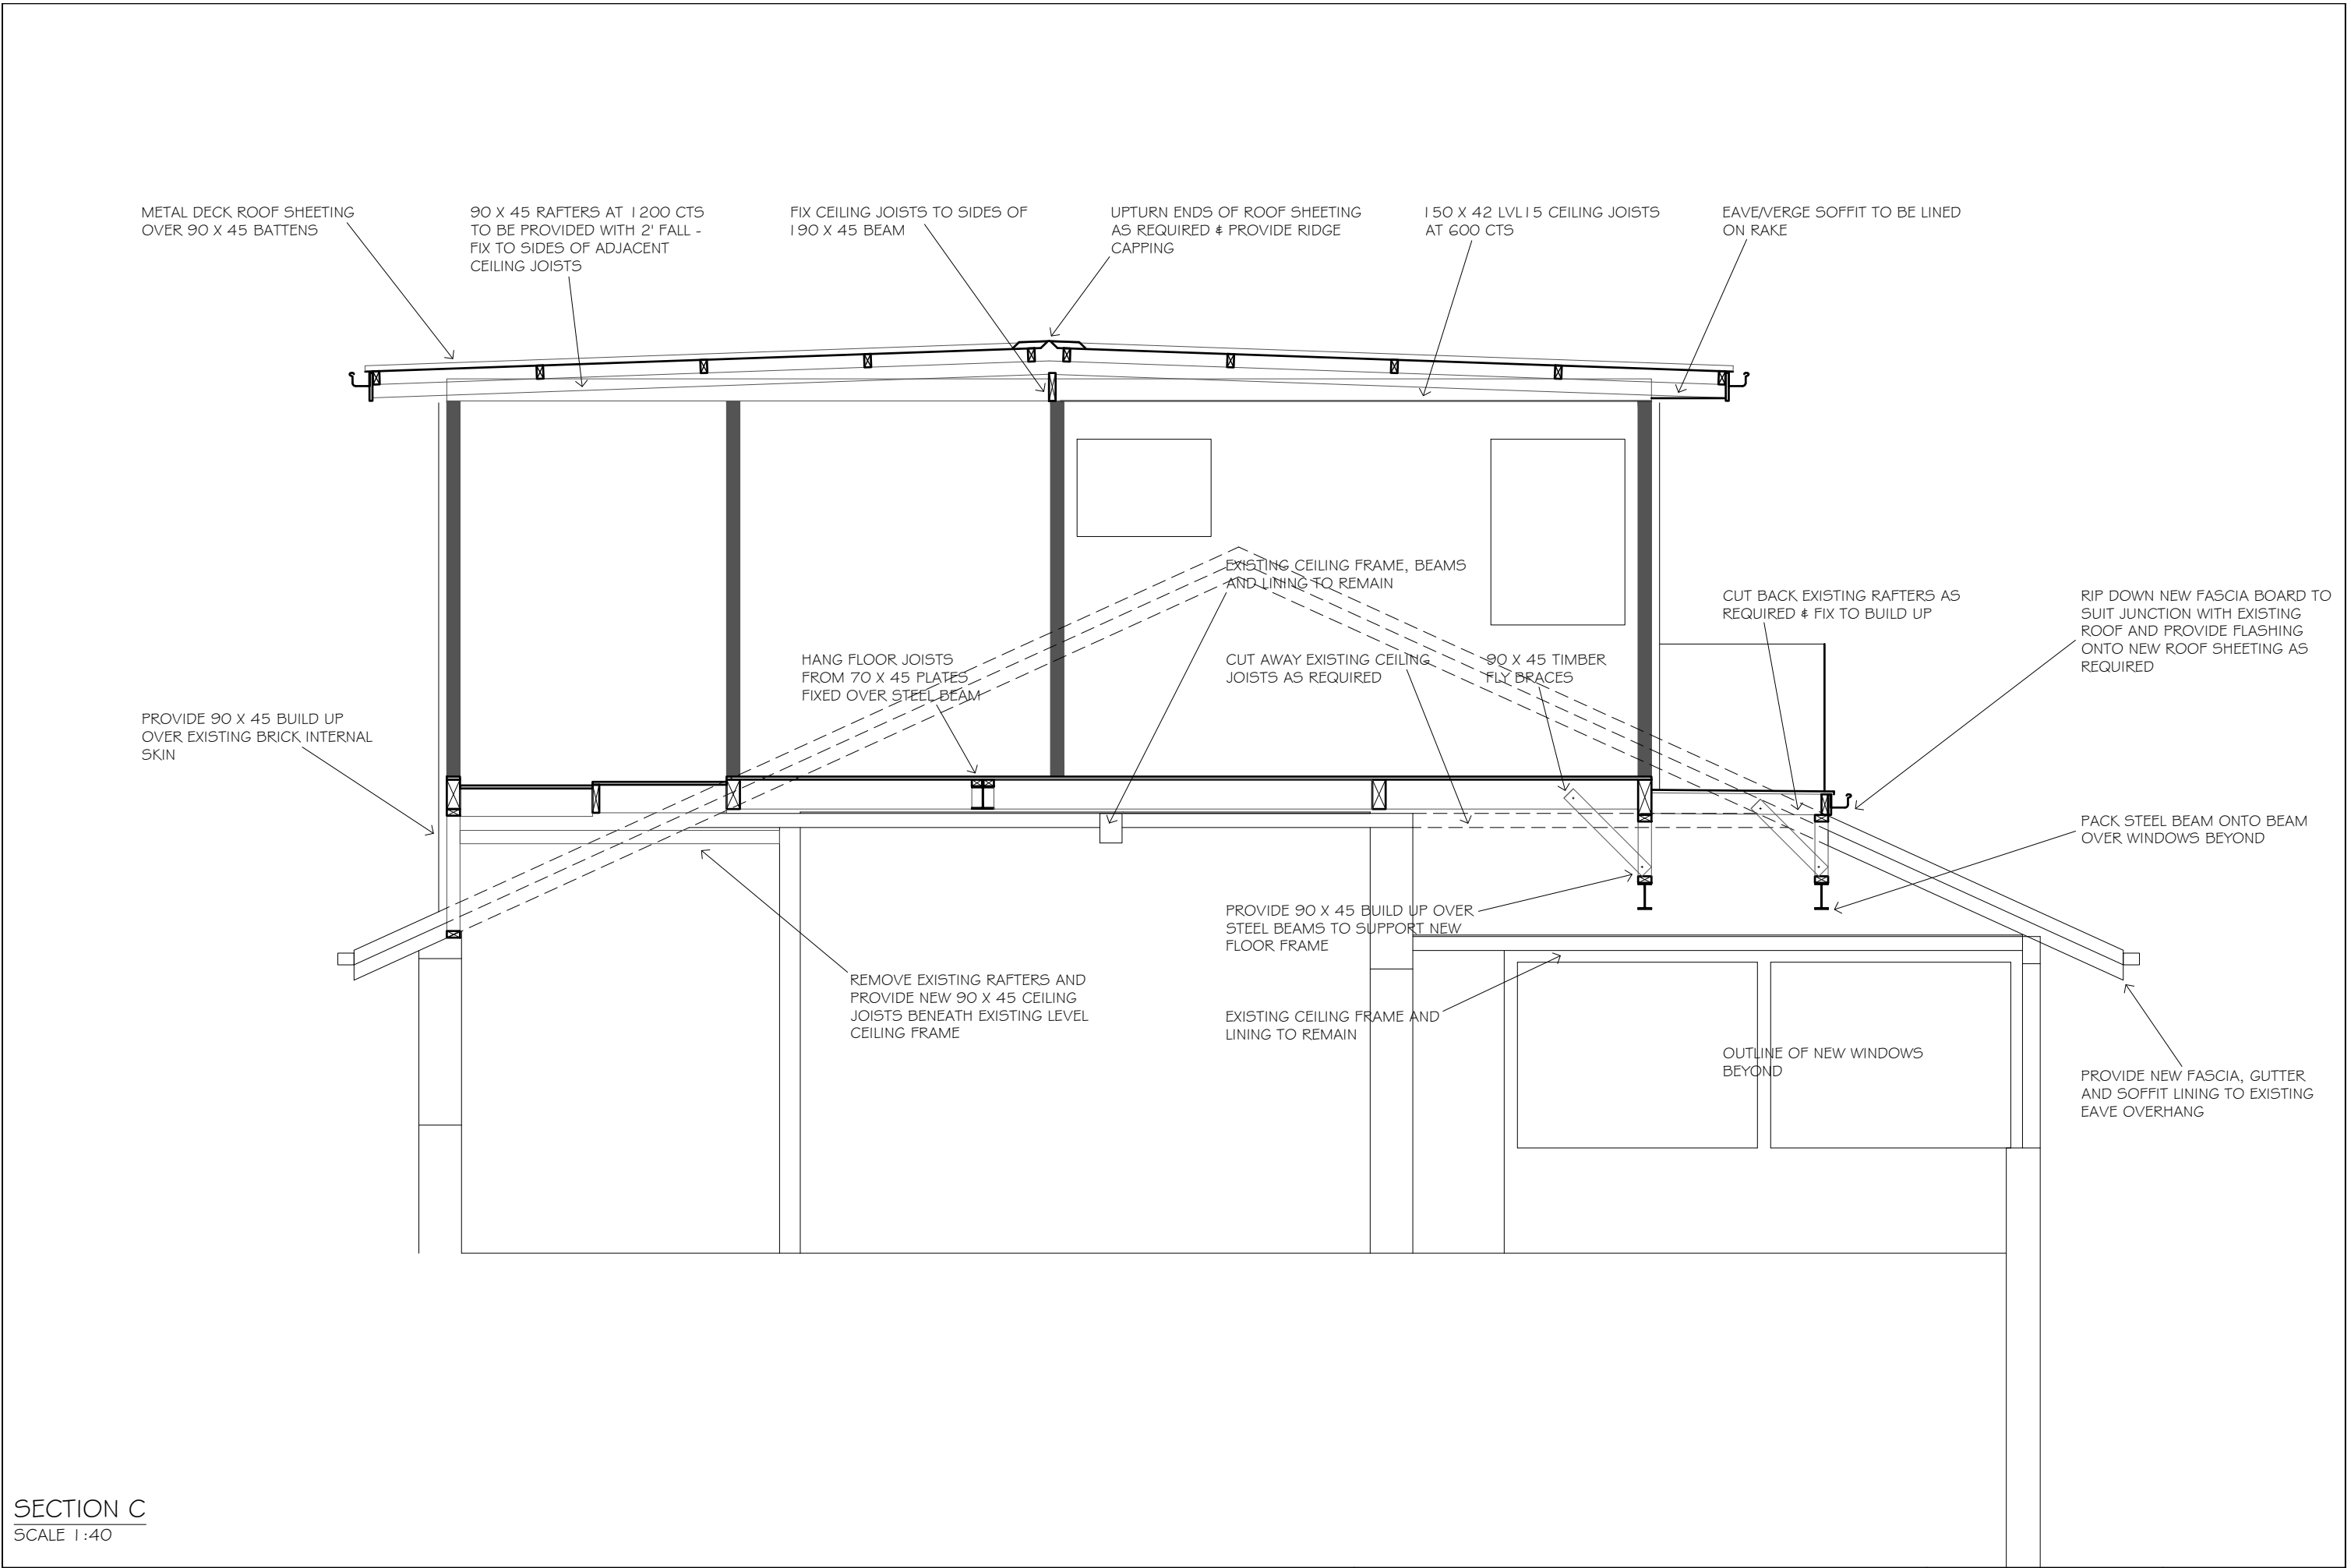 METAL DECK ROOF SHEETING
OVER 90 X 45 BATTENS
90 X 45 RAFTERS AT 1200 CTS
TO BE PROVIDED WITH 2' FALL -
FIX TO SIDES OF ADJACENT
CEILING JOISTS
FIX CEILING JOISTS TO SIDES OF
190 X 45 BEAM
UPTURN ENDS OF ROOF SHEETING
AS REQUIRED & PROVIDE RIDGE
CAPPING
150 X 42 LVL15 CEILING JOISTS
AT 600 CTS
EAVE/VERGE SOFFIT TO BE LINED
ON RAKE
EXISTING CEILING FRAME, BEAMS
AND LINING TO REMAIN
CUT BACK EXISTING RAFTERS AS
REQUIRED & FIX TO BUILD UP
RIP DOWN NEW FASCIA BOARD TO
SUIT JUNCTION WITH EXISTING
ROOF AND PROVIDE FLASHING
ONTO NEW ROOF SHEETING AS
REQUIRED
HANG FLOOR JOISTS
FROM 70 X 45 PLATES
FIXED OVER STEEL BEAM
CUT AWAY EXISTING CEILING
JOISTS AS REQUIRED
90 X 45 TIMBER
FLY BRACES
PROVIDE 90 X 45 BUILD UP
OVER EXISTING BRICK INTERNAL
SKIN
PACK STEEL BEAM ONTO BEAM
OVER WINDOWS BEYOND
PROVIDE 90 X 45 BUILD UP OVER
STEEL BEAMS TO SUPPORT NEW
FLOOR FRAME
REMOVE EXISTING RAFTERS AND
PROVIDE NEW 90 X 45 CEILING
JOISTS BENEATH EXISTING LEVEL
CEILING FRAME
EXISTING CEILING FRAME AND
LINING TO REMAIN
OUTLINE OF NEW WINDOWS
BEYOND
PROVIDE NEW FASCIA, GUTTER
AND SOFFIT LINING TO EXISTING
EAVE OVERHANG
SECTION C
SCALE 1:40